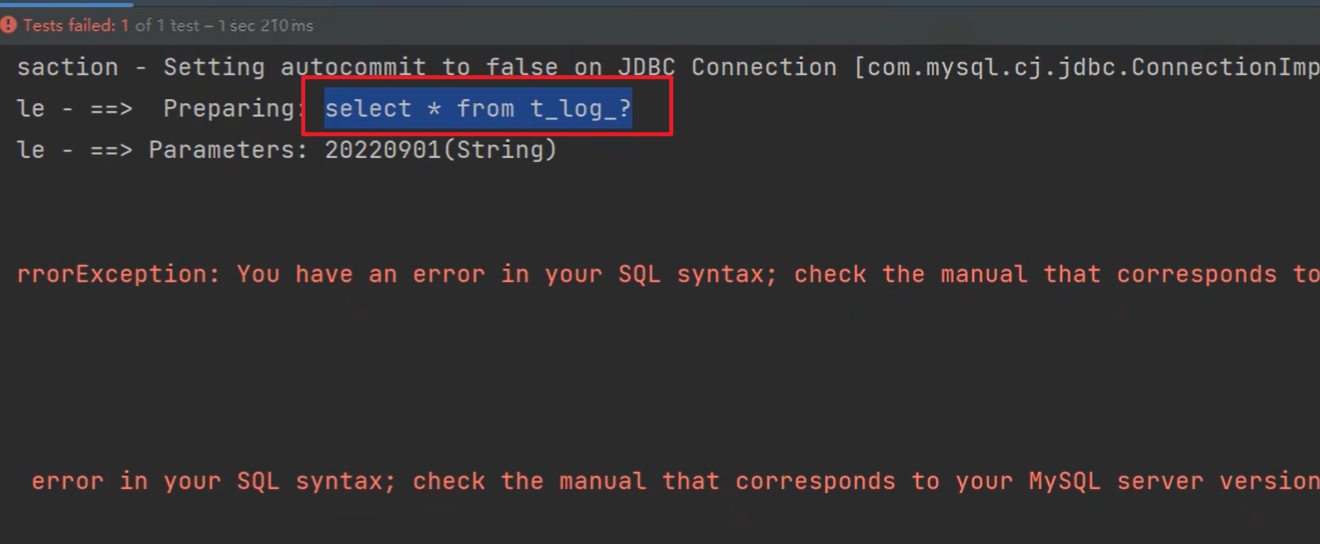 Tests failed: 1 of 1 test – 1 sec 210 ms
saction - Setting autocommit to false on JDBC Connection [com.mysql.cj.jdbc.ConnectionImp
le - ==>  Preparing: select * from t_log_?
le - ==> Parameters: 20220901(String)
rrorException: You have an error in your SQL syntax; check the manual that corresponds to
error in your SQL syntax; check the manual that corresponds to your MySQL server version